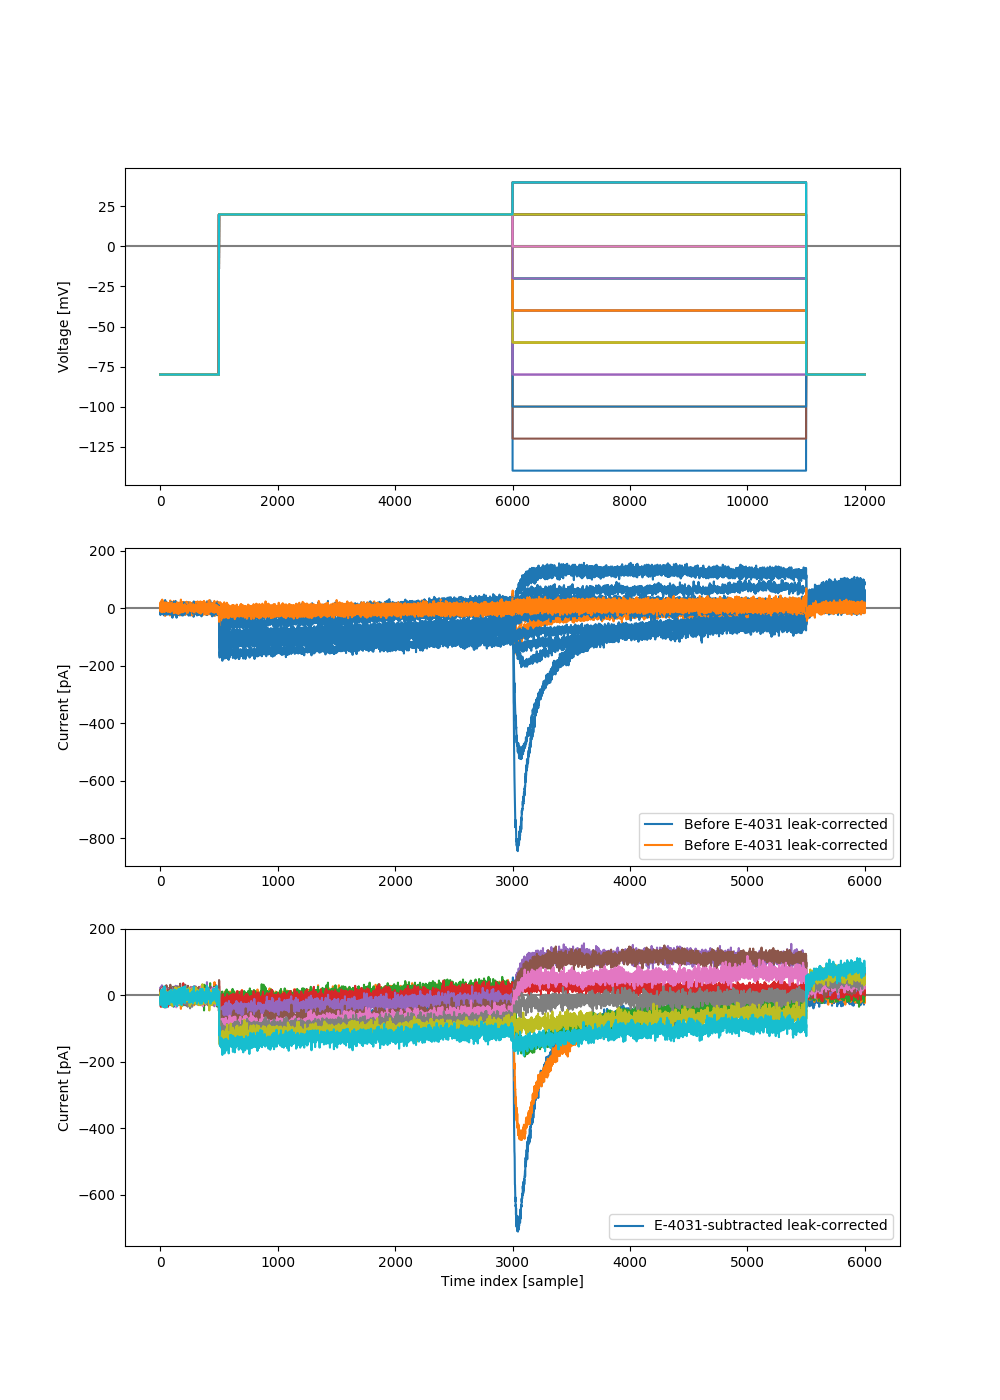 25
0
−25
−50
−75
−100
−125
Voltage [mV]
0 2000 4000 6000 8000 10000 12000
200
0
−200
−400
−600
−800
Current [pA]
Before E-4031 leak-corrected
Before E-4031 leak-corrected
0 1000 2000 3000 4000 5000 6000
200
0
−200
−400
−600
Current [pA]
E-4031-subtracted leak-corrected
0 1000 2000 3000 4000 5000 6000
Time index [sample]